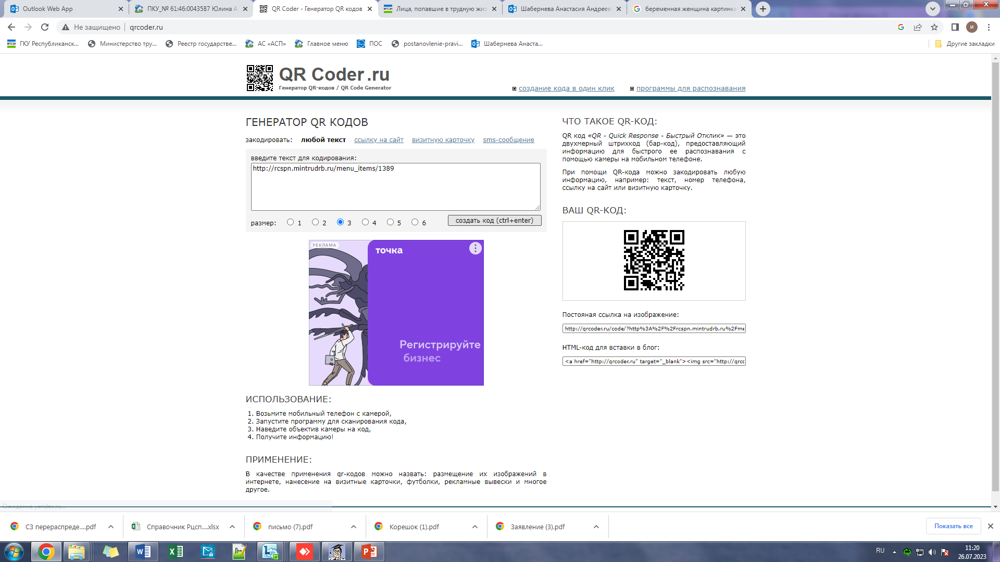 Outlook Web App
ПКУ_№ 61:46:0043587 Юлина А
QR Coder - Генератор QR кодов
Лица, попавшие в трудную жиз
Шабернева Анастасия Андреев
беременная женщина картинка
Не защищено
qrcoder.ru
И
ГКУ Республиканск...
Министерство тру...
Реестр государстве...
АС «АСП»
Главное меню
ПОС
postanovlenie-pravi...
Шабернева Анаста...
Другие закладки
QR Coder.ru
Генератор QR-кодов / QR Code Generator
создание кода в один клик
программы для распознавания
ГЕНЕРАТОР QR КОДОВ
закодировать: любой текст ссылку на сайт визитную карточку sms-сообщение
введите текст для кодирования:
http://rcspn.mintrudrb.ru/menu_items/1389
размер: 1 2 3 4 5 6
создать код (ctrl+enter)
РЕКЛАМА
точка
Регистрируйте
бизнес
ИСПОЛЬЗОВАНИЕ:
1. Возьмите мобильный телефон с камерой,
2. Запустите программу для сканирования кода,
3. Наведите объектив камеры на код,
4. Получите информацию!
ПРИМЕНЕНИЕ:
В качестве применения qr-кодов можно назвать: размещение их изображений в
интернете, нанесение на визитные карточки, футболки, рекламные вывески и многое
другое.
ЧТО ТАКОЕ QR-КОД:
QR код «QR - Quick Response - Быстрый Отклик» — это
двухмерный штрихкод (бар-код), предоставляющий
информацию для быстрого ее распознавания с
помощью камеры на мобильном телефоне.
При помощи QR-кода можно закодировать любую
информацию, например: текст, номер телефона,
ссылку на сайт или визитную карточку.
ВАШ QR-КОД:
Постояная ссылка на изображение:
http://qrcoder.ru/code/?http%3A%2F%2Frcspn.mintrudrb.ru%2Fme
HTML-код для вставки в блог:
<a href="http://qrcoder.ru" target="_blank"><img src="http://qrcc
Ожидание yandex.ru...
СЗ перераспреде....pdf
Справочник Рцсп....xlsx
письмо (7).pdf
Корешок (1).pdf
Заявление (3).pdf
Показать все
RU
11:20
26.07.2023